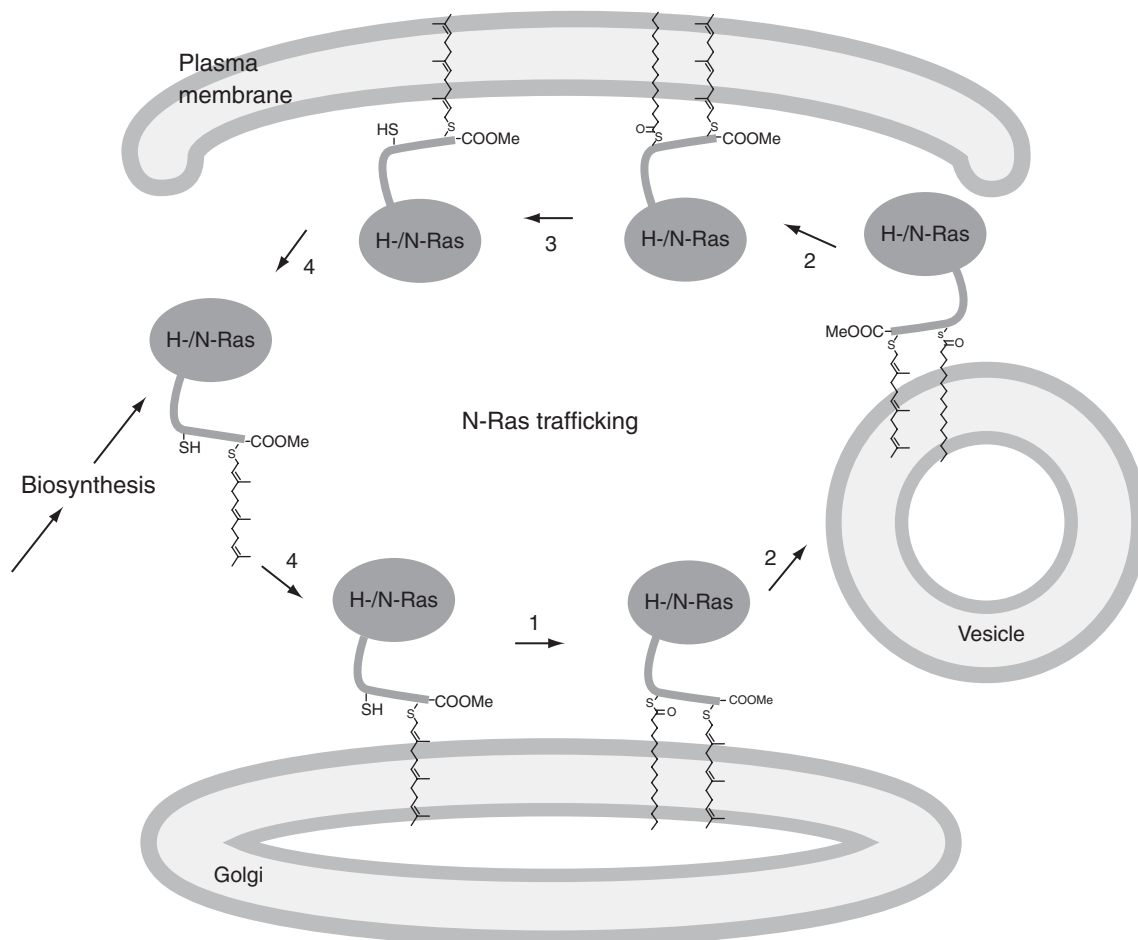 Plasma
membrane
HS
S
COOMe
O
S
S
COOMe
H-/N-Ras
H-/N-Ras
H-/N-Ras
3
2
4
H-/N-Ras
MeOOC
S
s
O
N-Ras trafficking
SH
S
COOMe
Biosynthesis
4
H-/N-Ras
1
H-/N-Ras
2
Vesicle
SH
S
COOMe
S
O
S
COOMe
Golgi